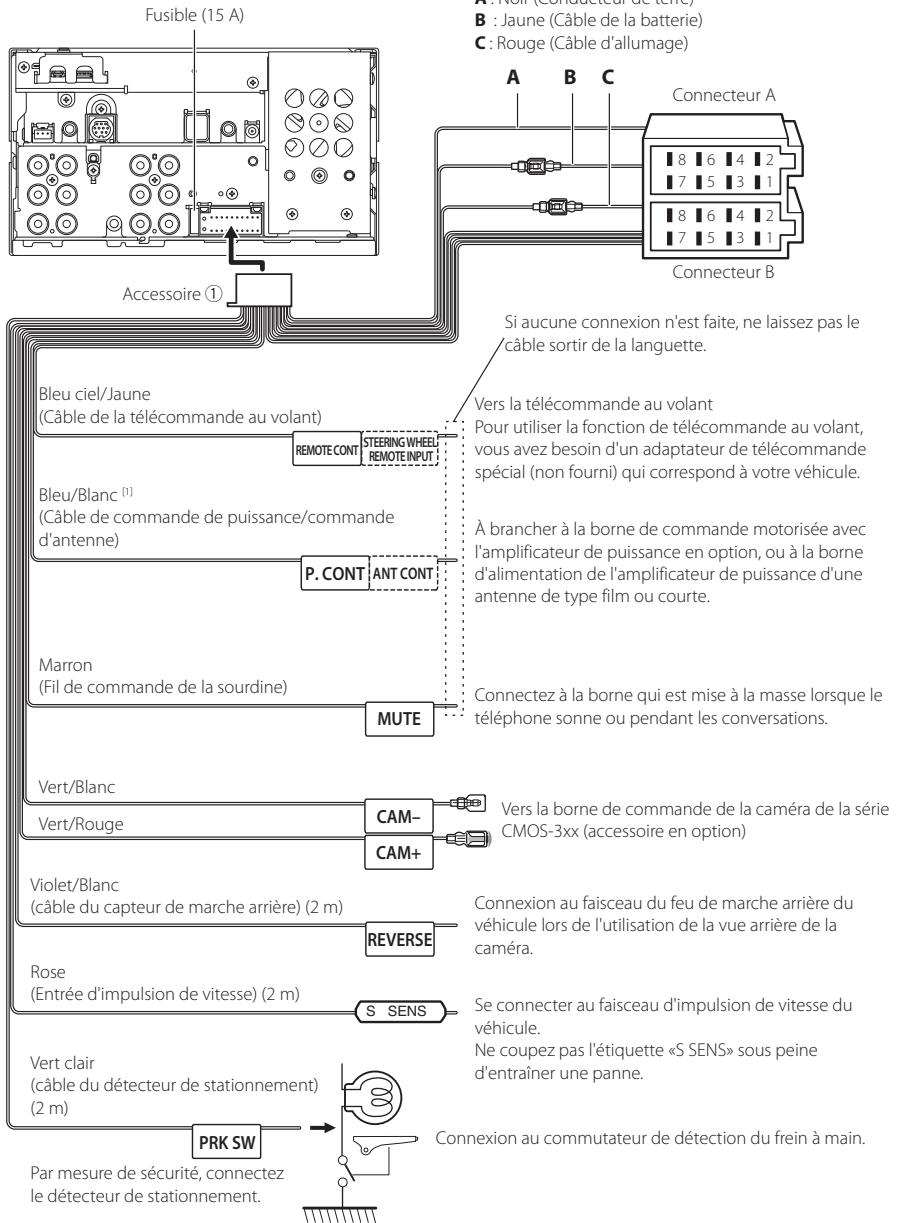 A : Noir (Conducteur de terre)
B : Jaune (Câble de la batterie)
C : Rouge (Câble d'allumage)
Fusible (15 A)
A B C
Connecteur A
8 6 4 2
7 5 3 1
8 6 4 2
7 5 3 1
Connecteur B
Accessoire ①
Si aucune connexion n'est faite, ne laissez pas le
câble sortir de la languette.
Bleu ciel/Jaune
(Câble de la télécommande au volant)
REMOTE CONT
STEERING WHEEL
REMOTE INPUT
Vers la télécommande au volant
Pour utiliser la fonction de télécommande au volant,
vous avez besoin d'un adaptateur de télécommande
spécial (non fourni) qui correspond à votre véhicule.
Bleu/Blanc [1]
(Câble de commande de puissance/commande
d'antenne)
P. CONT ANT CONT
À brancher à la borne de commande motorisée avec
l'amplificateur de puissance en option, ou à la borne
d'alimentation de l'amplificateur de puissance d'une
antenne de type film ou courte.
Marron
(Fil de commande de la sourdine)
MUTE
Connectez à la borne qui est mise à la masse lorsque le
téléphone sonne ou pendant les conversations.
Vert/Blanc
CAM–
Vert/Rouge
CAM+
Vers la borne de commande de la caméra de la série
CMOS-3xx (accessoire en option)
Violet/Blanc
(câble du capteur de marche arrière) (2 m)
REVERSE
Connexion au faisceau du feu de marche arrière du
véhicule lors de l'utilisation de la vue arrière de la
caméra.
Rose
(Entrée d'impulsion de vitesse) (2 m)
S SENS
Se connecter au faisceau d'impulsion de vitesse du
véhicule.
Ne coupez pas l'étiquette «S SENS» sous peine
d'entraîner une panne.
Vert clair
(câble du détecteur de stationnement)
(2 m)
PRK SW
Connexion au commutateur de détection du frein à main.
Par mesure de sécurité, connectez
le détecteur de stationnement.